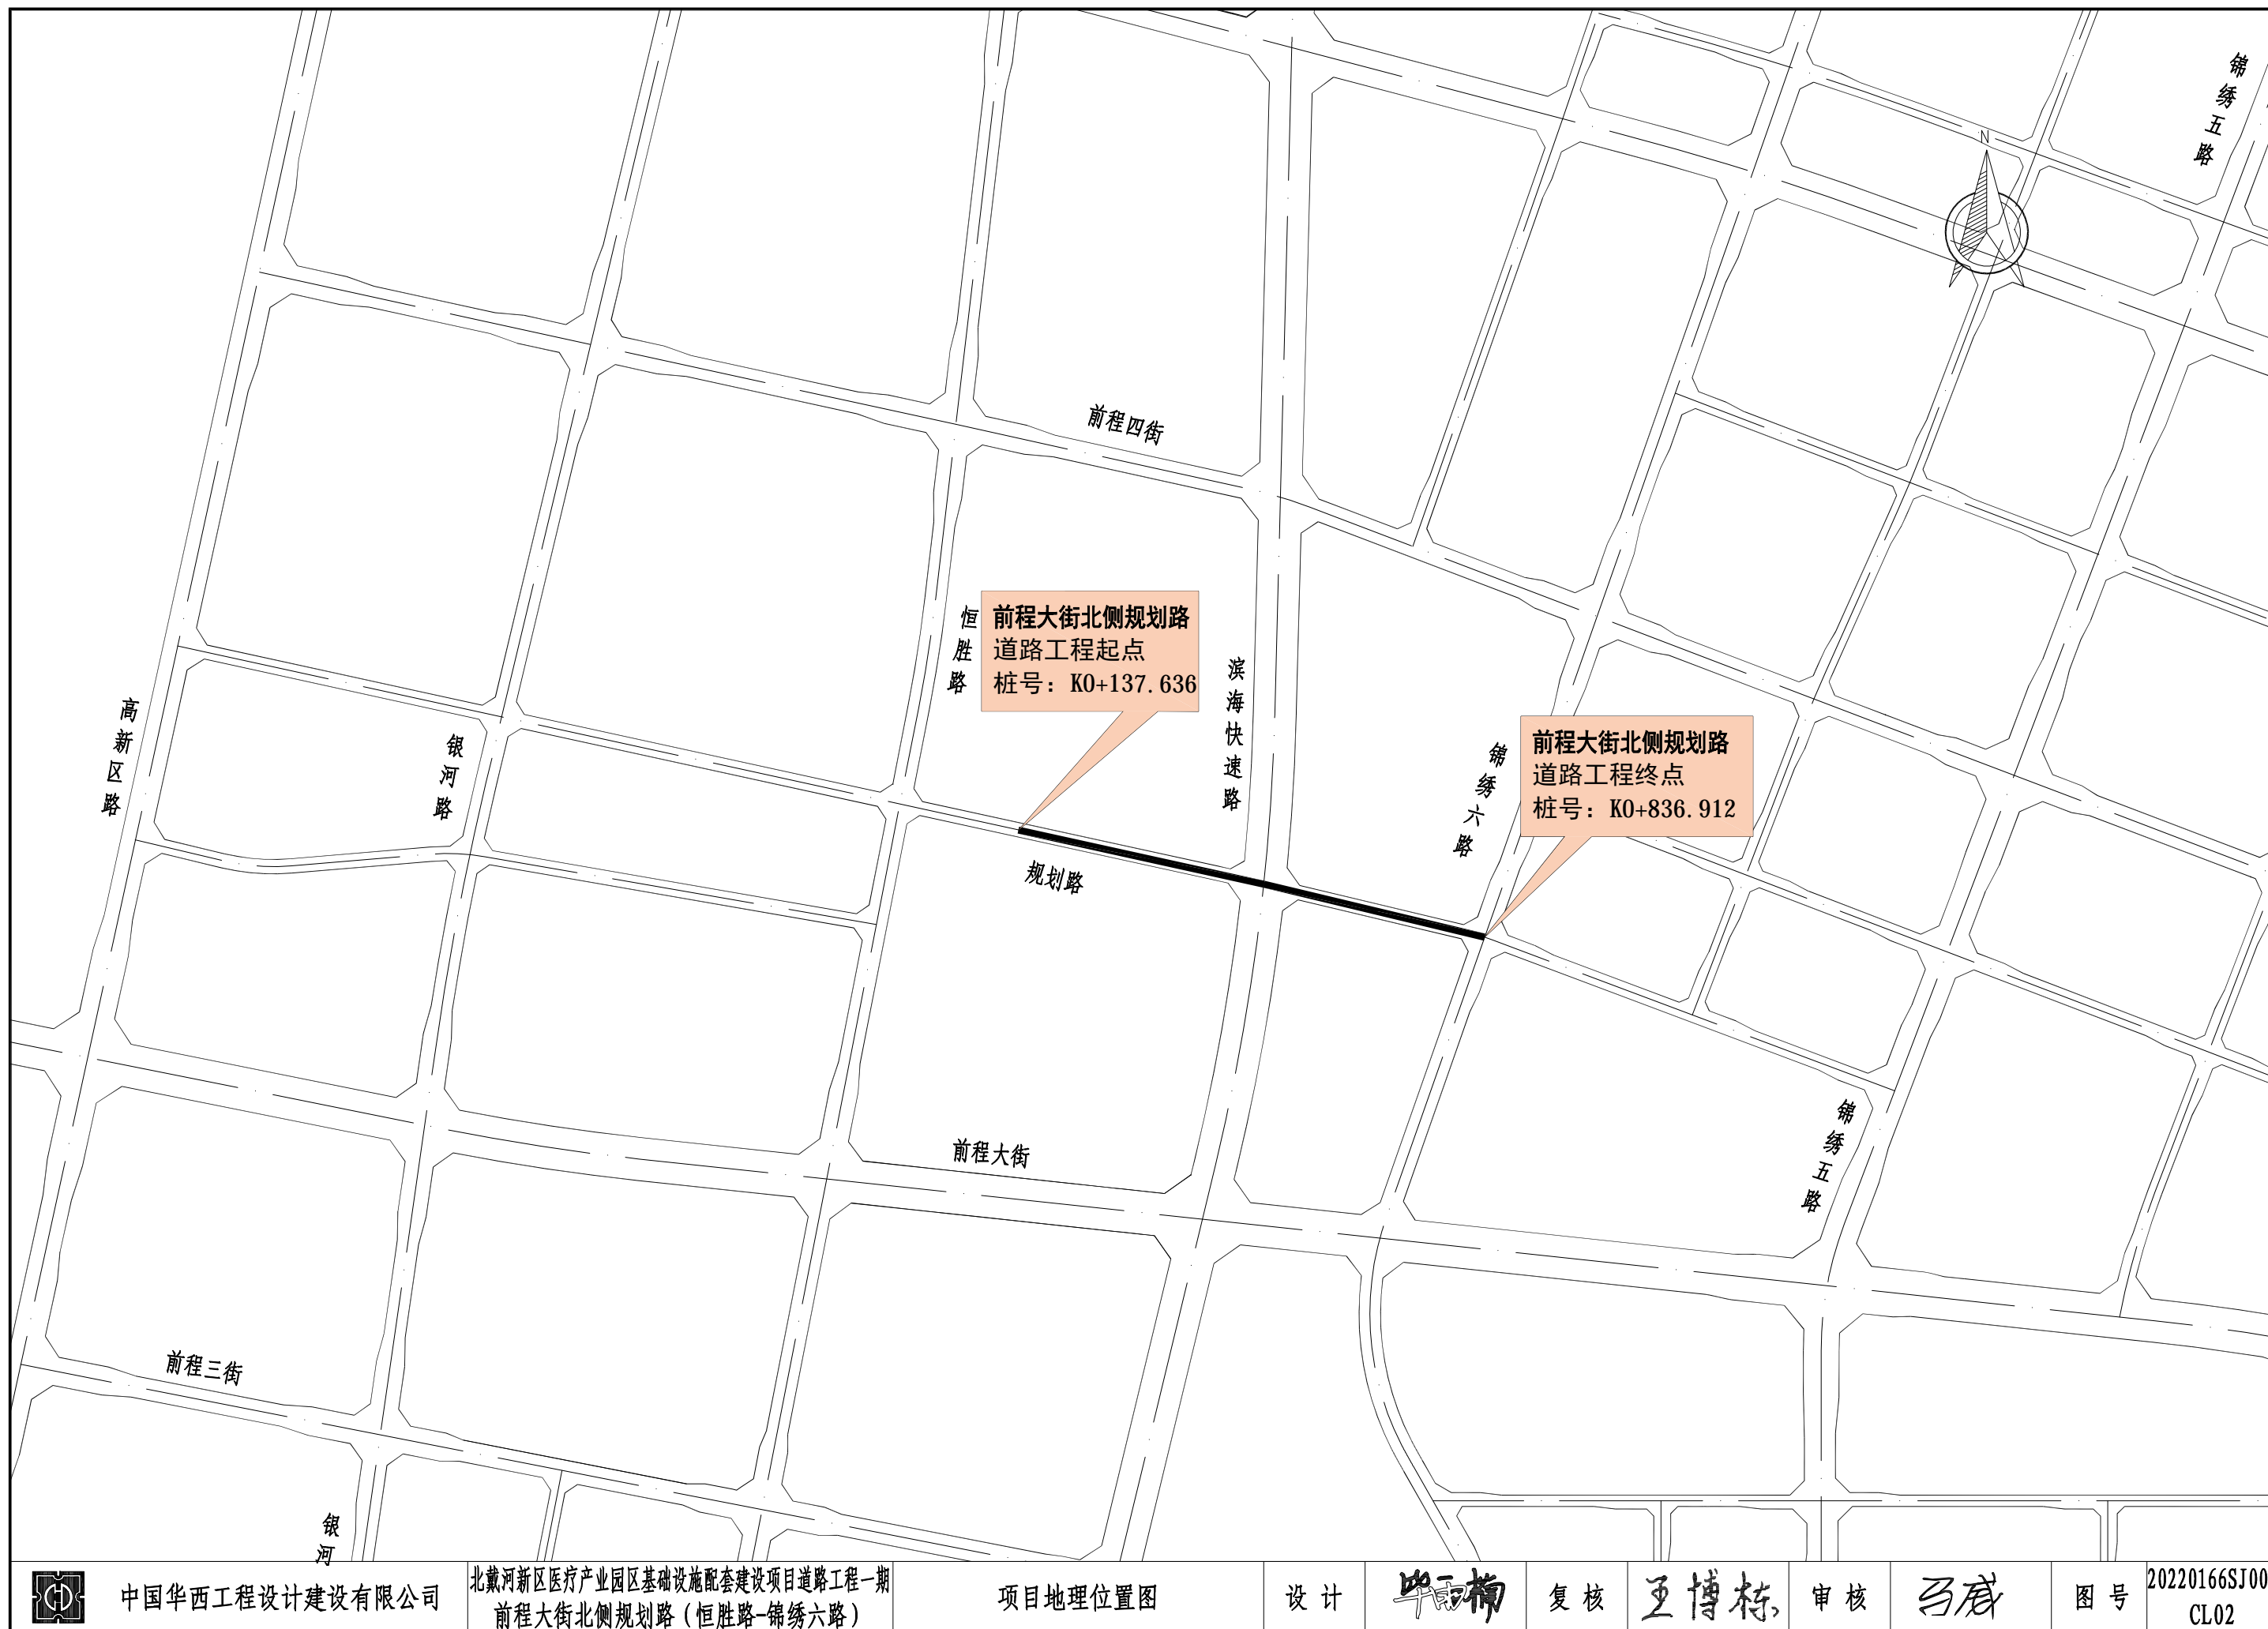 锦绣五路
N
前程四街
恒胜路
前程大街北侧规划路
道路工程起点
桩号：K0+137.636
滨海快速路
高新区路
银河路
锦绣六路
前程大街北侧规划路
道路工程终点
桩号：K0+836.912
规划路
锦绣五路
前程大街
前程三街
银河
中国华西工程设计建设有限公司
北戴河新区医疗产业园区基础设施配套建设项目道路工程一期
前程大街北侧规划路（恒胜路-锦绣六路）
项目地理位置图
设计
复核
王博栋
审核
马威
图号
20220166SJ00
CL02